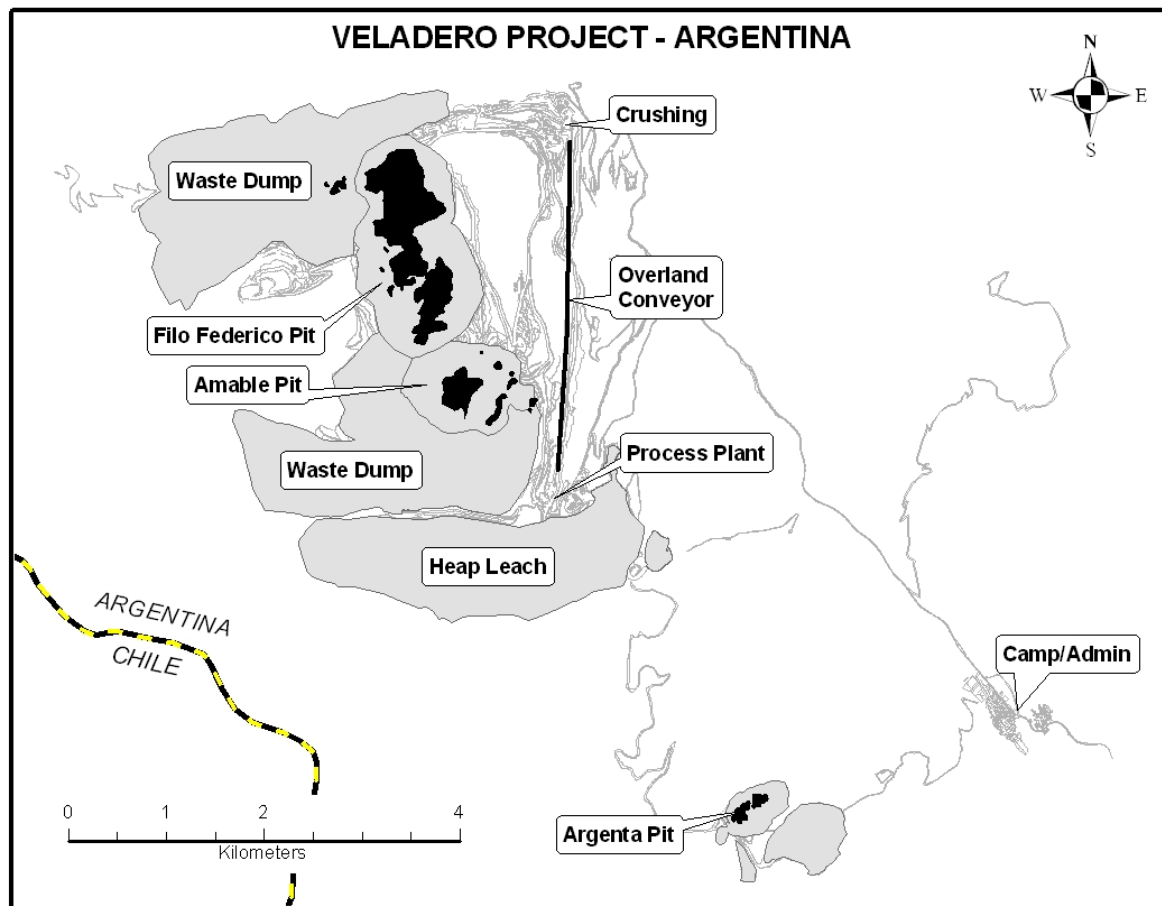 VELADERO PROJECT - ARGENTINA
N
W
E
S
Crushing
Waste Dump
Overland
Conveyor
Filo Federico Pit
Amable Pit
Process Plant
Waste Dump
Heap Leach
ARGENTINA
CHILE
Camp/Admin
0
2
4
Kilometers
Argenta Pit